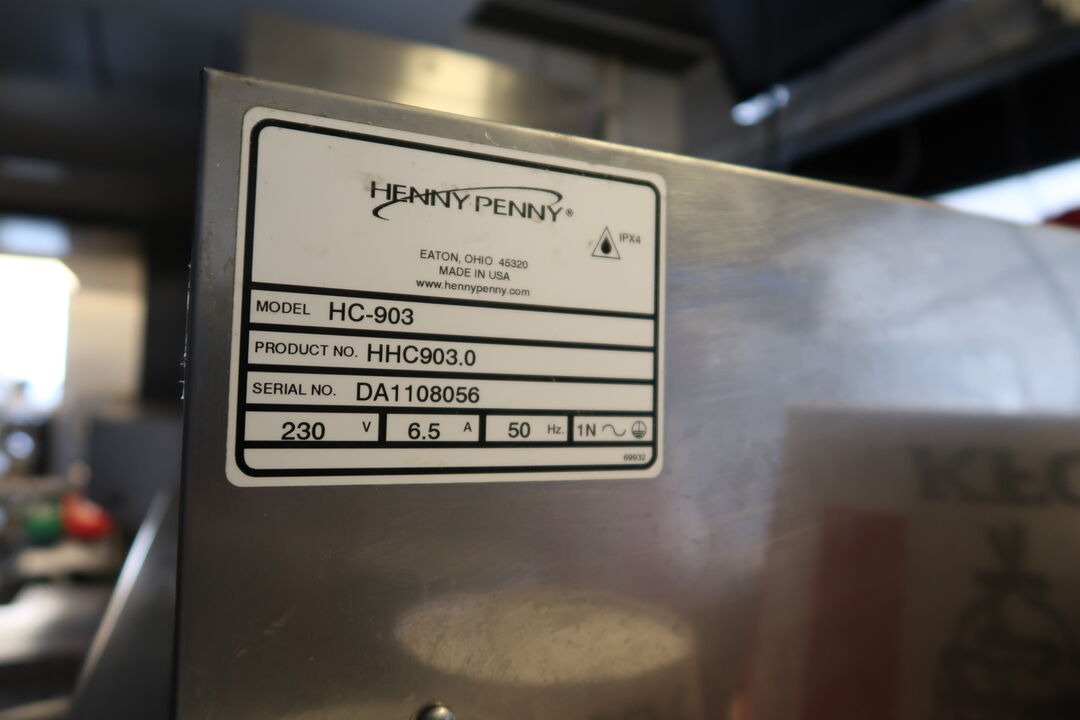 HENNY PENNY®
IPX4
EATON, OHIO 45320
MADE IN USA
www.hennypenny.com
MODEL HC-903
PRODUCT NO. HHC903.0
SERIAL NO. DA1108056
230 V 6.5 A 50 Hz. 1N
69932